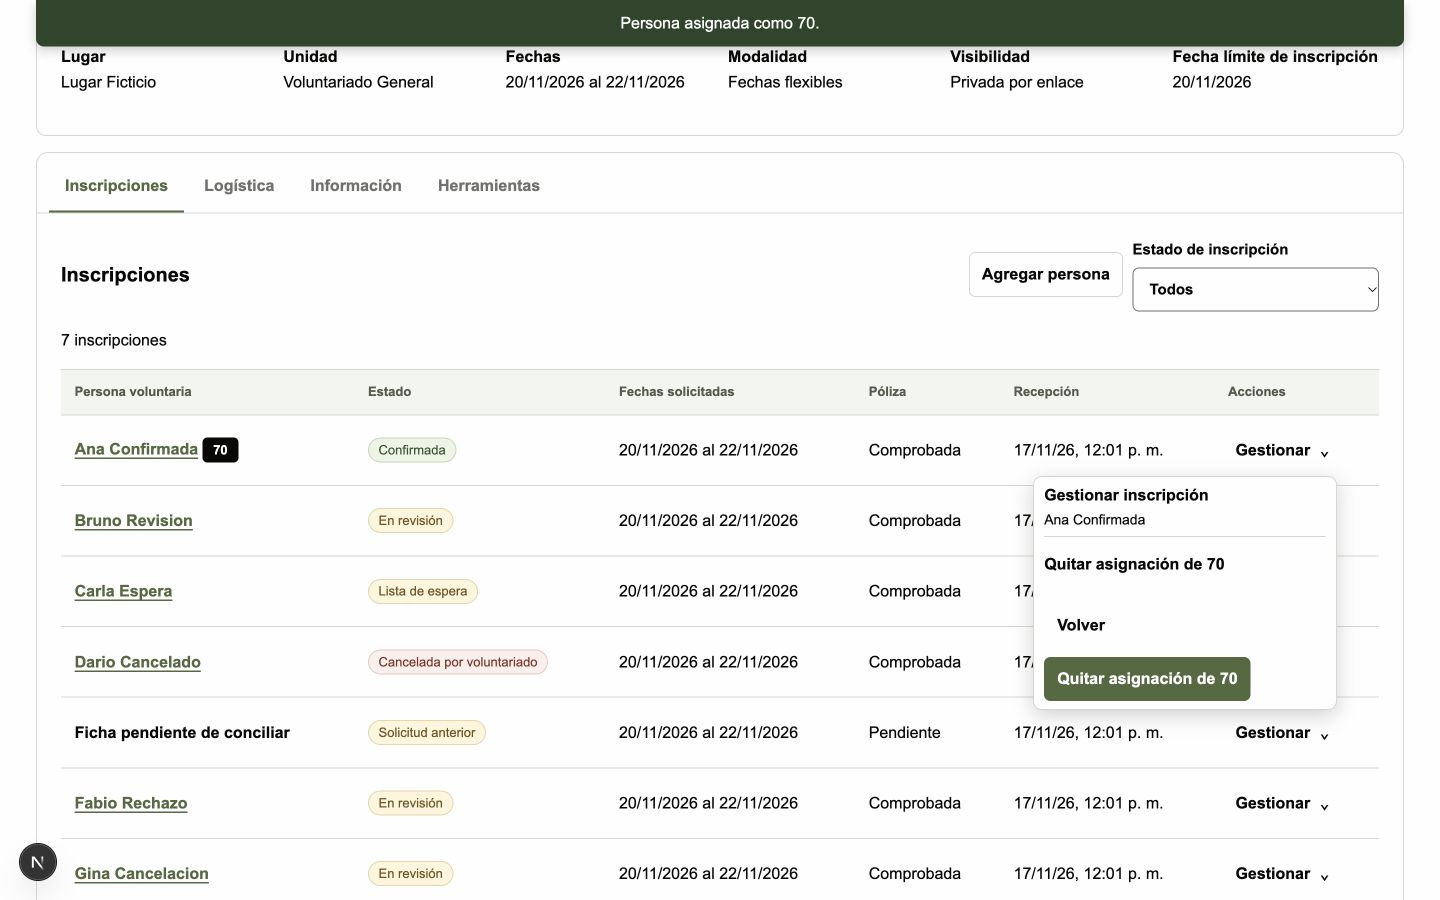 Persona asignada como 70.
Lugar
Unidad
Fechas
Modalidad
Visibilidad
Fecha límite de inscripción
Lugar Ficticio
Voluntariado General
20/11/2026 al 22/11/2026
Fechas flexibles
Privada por enlace
20/11/2026
Inscripciones
Logística
Información
Herramientas
Inscripciones
Agregar persona
Estado de inscripción
Todos
7 inscripciones
Persona voluntaria
Estado
Fechas solicitadas
Póliza
Recepción
Acciones
Ana Confirmada 70
Confirmada
20/11/2026 al 22/11/2026
Comprobada
17/11/26, 12:01 p. m.
Gestionar
Gestionar inscripción
Ana Confirmada
Quitar asignación de 70
Volver
Quitar asignación de 70
Bruno Revision
En revisión
20/11/2026 al 22/11/2026
Comprobada
17/
Carla Espera
Lista de espera
20/11/2026 al 22/11/2026
Comprobada
17/
Dario Cancelado
Cancelada por voluntariado
20/11/2026 al 22/11/2026
Comprobada
17/
Ficha pendiente de conciliar
Solicitud anterior
20/11/2026 al 22/11/2026
Pendiente
17/11/26, 12:01 p. m.
Gestionar
Fabio Rechazo
En revisión
20/11/2026 al 22/11/2026
Comprobada
17/11/26, 12:01 p. m.
Gestionar
N
Gina Cancelacion
En revisión
20/11/2026 al 22/11/2026
Comprobada
17/11/26, 12:01 p. m.
Gestionar